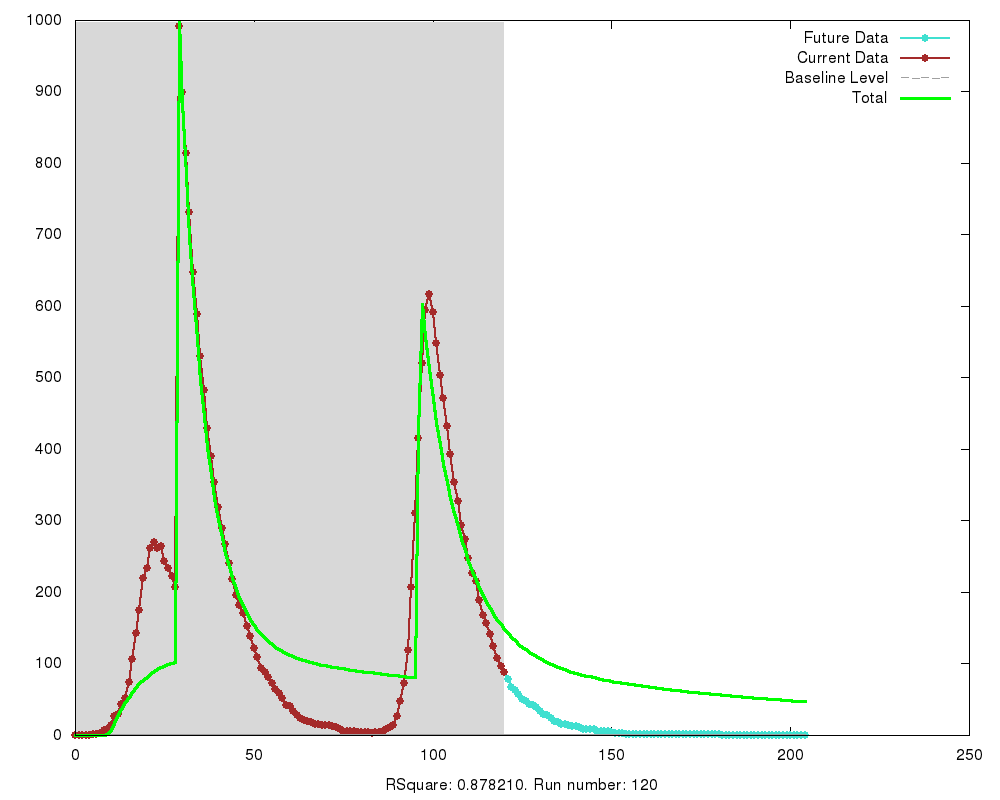 1000
900
800
700
600
500
400
300
200
100
0
Future Data
Current Data
Baseline Level
Total
0 50 100 150 200 250
RSquare: 0.878210. Run number: 120